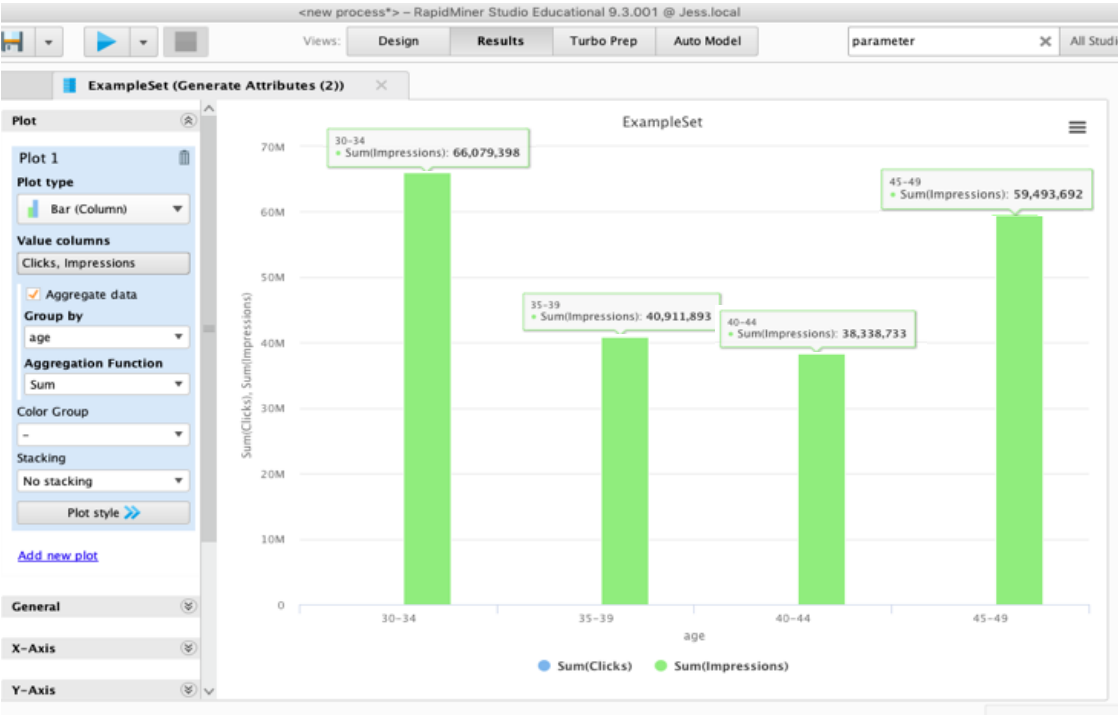 <new process*> – RapidMiner Studio Educational 9.3.001 @ Jess.local
Views: Design Results Turbo Prep Auto Model parameter All Studi
ExampleSet (Generate Attributes (2))
Plot
Plot 1
Plot type
Bar (Column)
Value columns
Clicks, Impressions
Aggregate data
Group by
age
Aggregation Function
Sum
Color Group
–
Stacking
No stacking
Plot style
Add new plot
General
X–Axis
Y–Axis
ExampleSet
Sum(Clicks), Sum(Impressions)
70M
60M
50M
40M
30M
20M
10M
0
30–34
Sum(Impressions): 66,079,398
35–39
Sum(Impressions): 40,911,893
40–44
Sum(Impressions): 38,338,733
45–49
Sum(Impressions): 59,493,692
30–34 35–39 40–44 45–49
age
Sum(Clicks) Sum(Impressions)